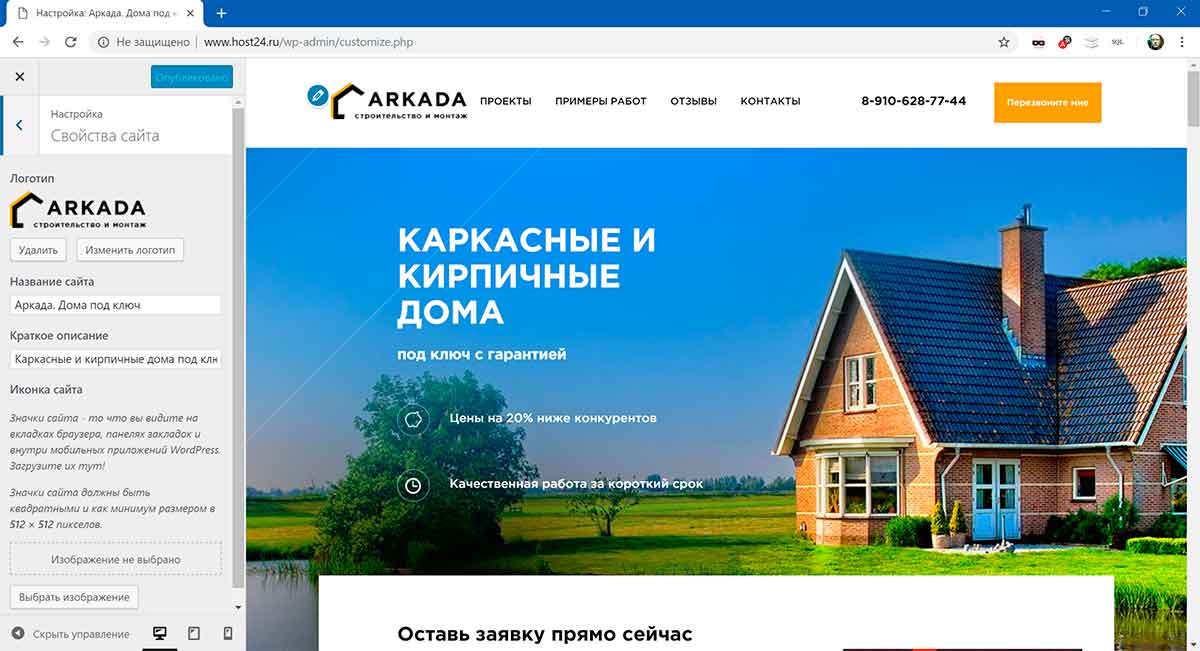 Настройка: Аркада. Дома под
Не защищено
www.host24.ru/wp-admin/customize.php
SQL
Опубликовано
Настройка
Свойства сайта
Логотип
ARKADA
строительство и монтаж
Удалить
Изменить логотип
Название сайта
Аркада. Дома под ключ
Краткое описание
Каркасные и кирпичные дома под клю
Иконка сайта
Значки сайта - то что вы видите на
вкладках браузера, панелях закладок и
внутри мобильных приложений WordPress.
Загрузите их тут!
Значки сайта должны быть
квадратными и как минимум размером в
512 × 512 пикселов.
Изображение не выбрано
Выбрать изображение
Скрыть управление
ARKADA
строительство и монтаж
ПРОЕКТЫ
ПРИМЕРЫ РАБОТ
ОТЗЫВЫ
КОНТАКТЫ
8-910-628-77-44
Перезвоните мне
КАРКАСНЫЕ И
КИРПИЧНЫЕ
ДОМА
под ключ с гарантией
Цены на 20% ниже конкурентов
Качественная работа за короткий срок
Оставь заявку прямо сейчас